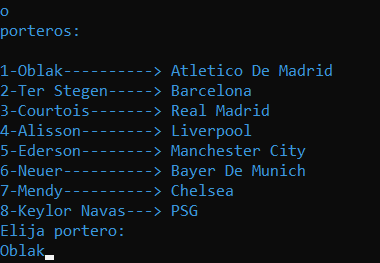 o
porteros:
1-Oblak----------> Atletico De Madrid
2-Ter Stegen-----> Barcelona
3-Courtois-------> Real Madrid
4-Alisson--------> Liverpool
5-Ederson--------> Manchester City
6-Neuer----------> Bayer De Munich
7-Mendy----------> Chelsea
8-Keylor Navas---> PSG
Elija portero:
Oblak